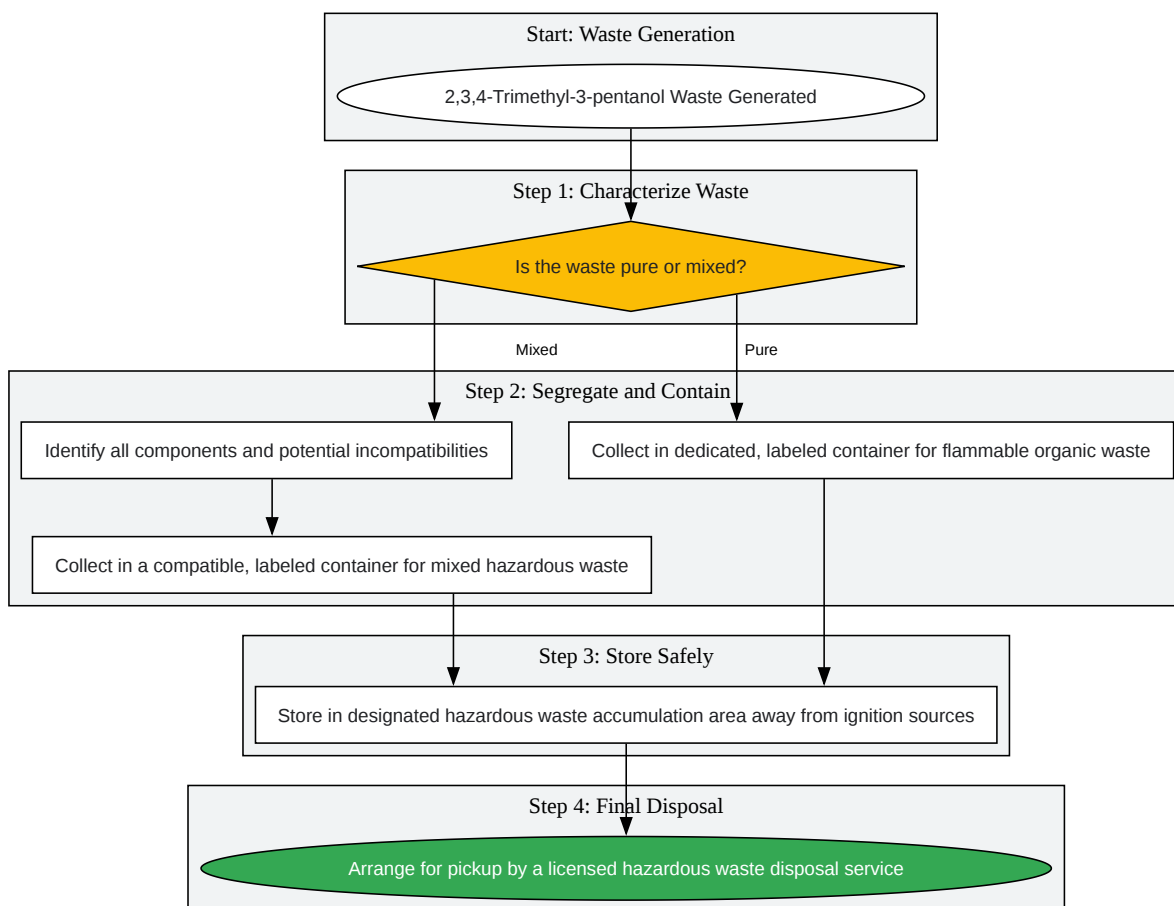 Start: Waste Generation
2,3,4-Trimethyl-3-pentanol Waste Generated
Step 1: Characterize Waste
Is the waste pure or mixed?
Mixed
Pure
Step 2: Segregate and Contain
Identify all components and potential incompatibilities
Collect in dedicated, labeled container for flammable organic waste
Collect in a compatible, labeled container for mixed hazardous waste
Step 3: Store Safely
Store in designated hazardous waste accumulation area away from ignition sources
Step 4: Final Disposal
Arrange for pickup by a licensed hazardous waste disposal service